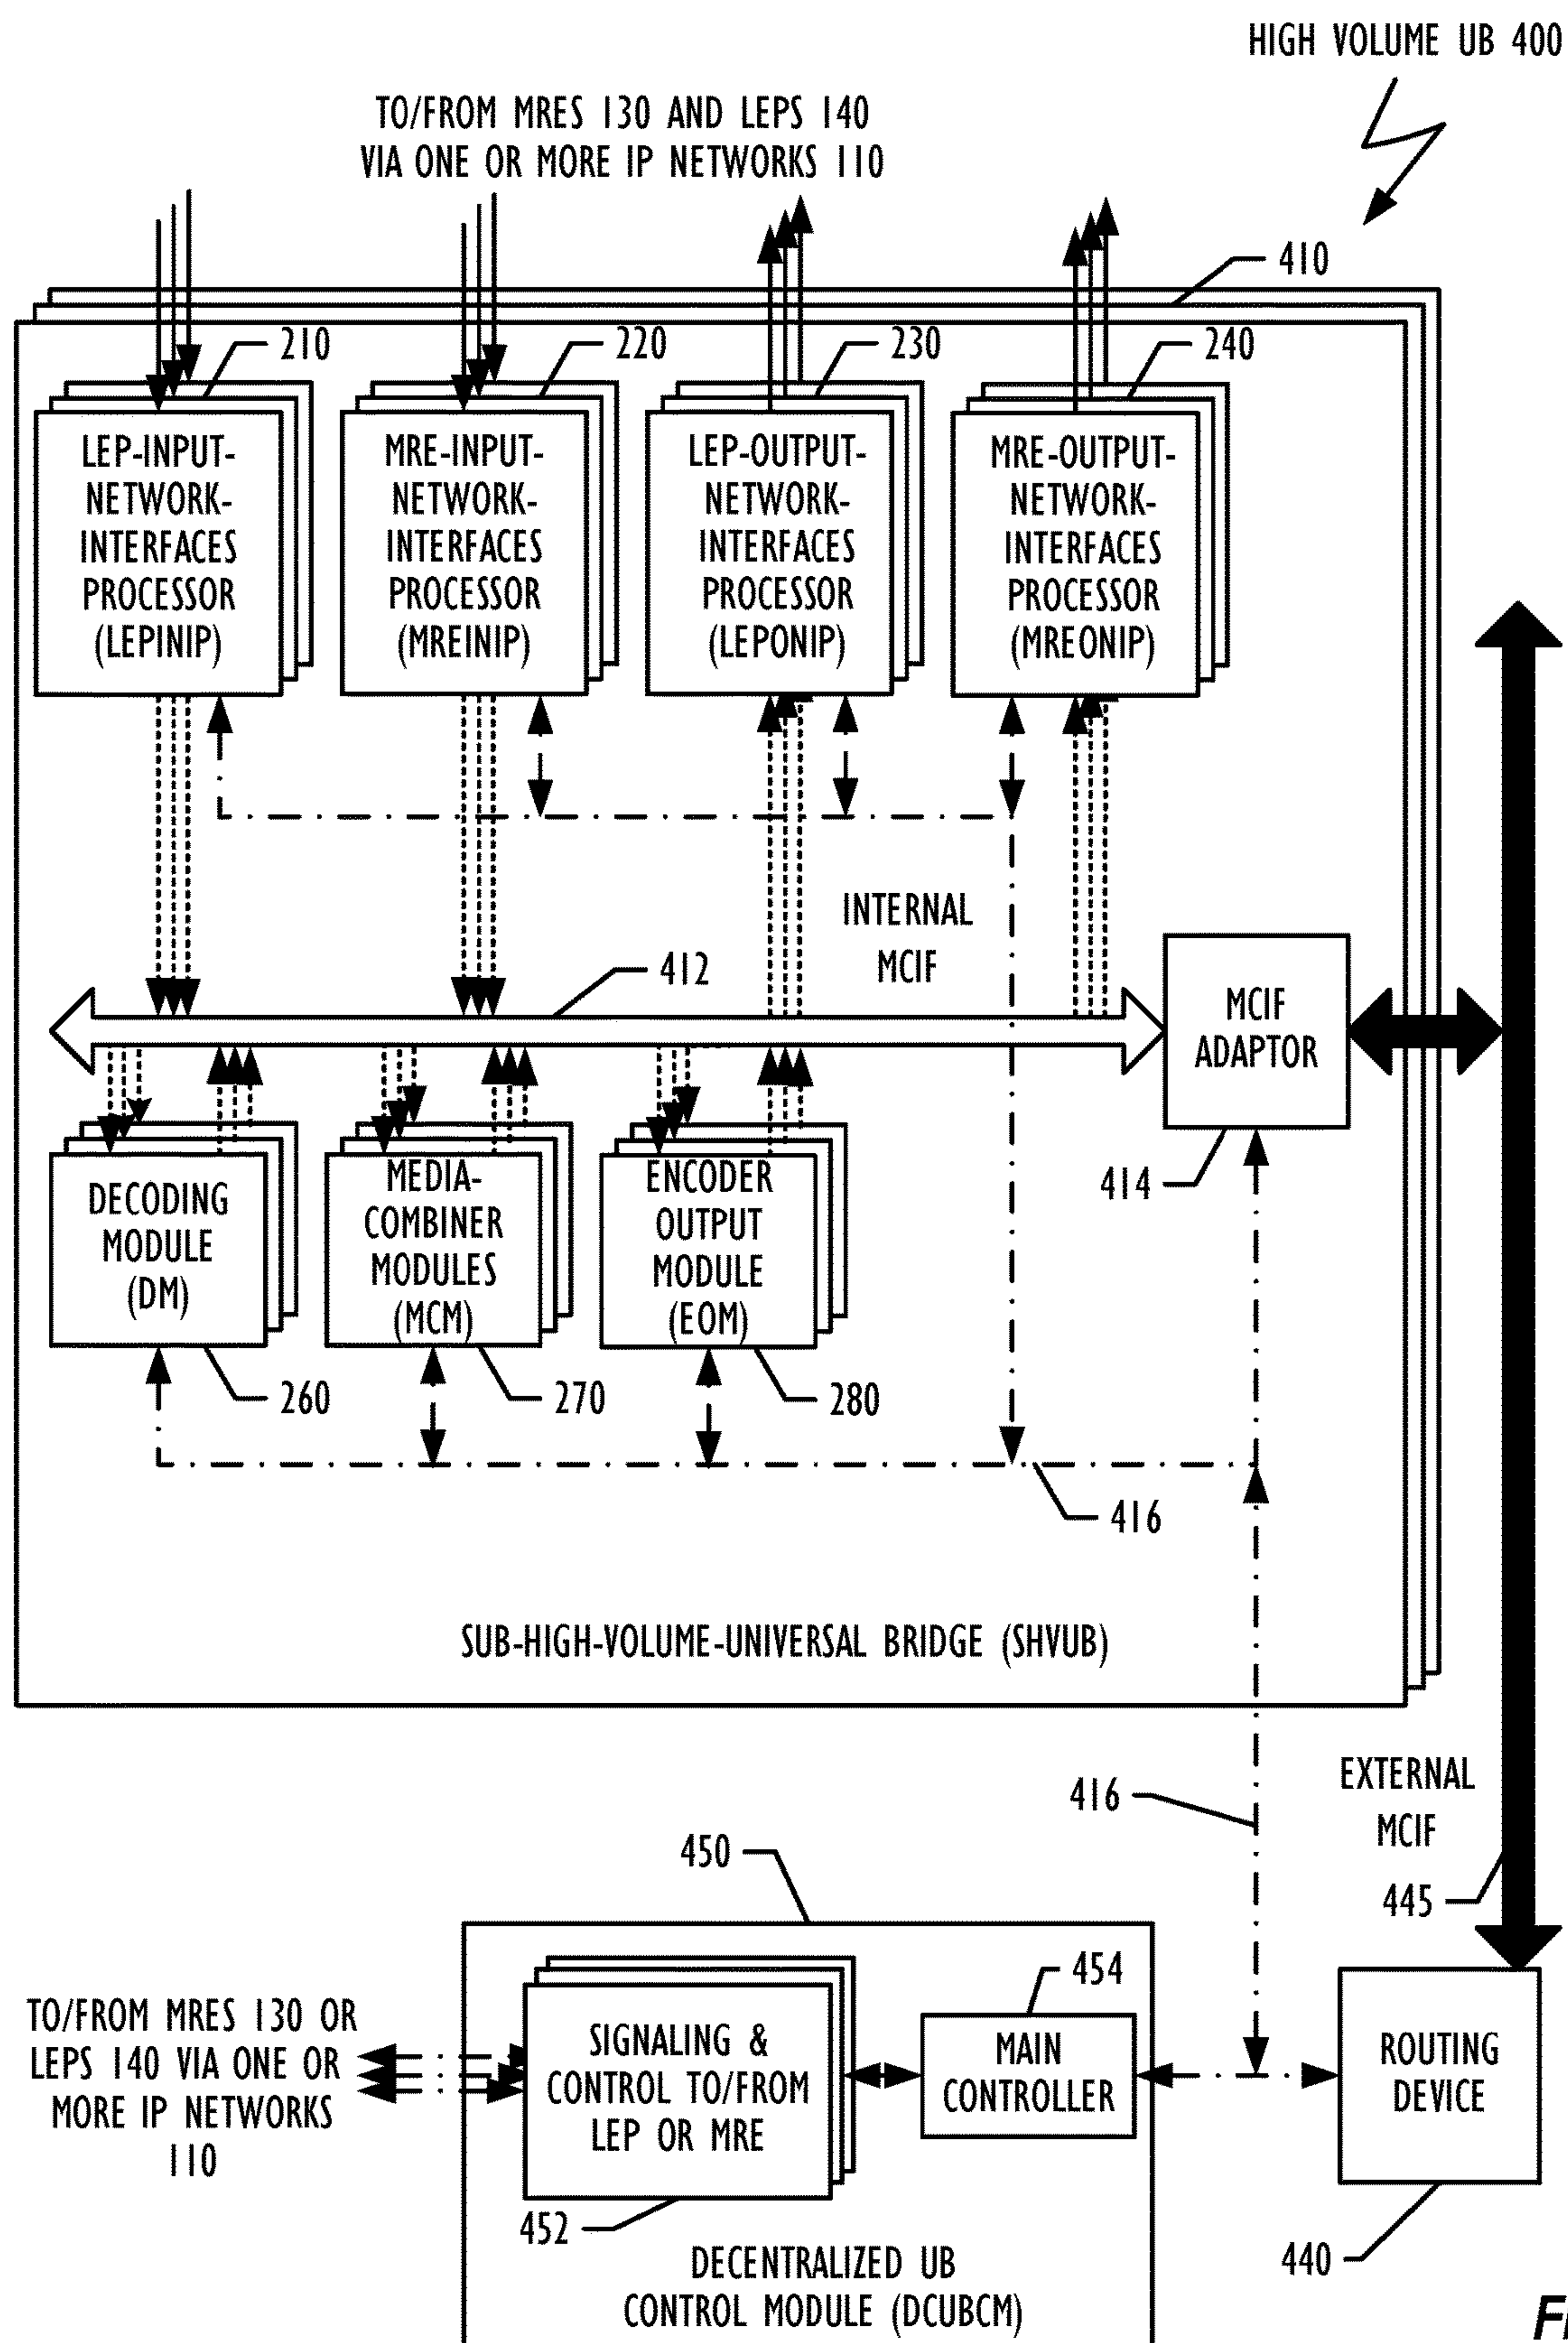 HIGH VOLUME UB 400
TO/FROM MRES 130 AND LEPS 140
VIA ONE OR MORE IP NETWORKS 110
410
210
220
230
240
LEP-INPUT-
NETWORK-
INTERFACES
PROCESSOR
(LEPINIP)
MRE-INPUT-
NETWORK-
INTERFACES
PROCESSOR
(MREINIP)
LEP-OUTPUT-
NETWORK-
INTERFACES
PROCESSOR
(LEPONIP)
MRE-OUTPUT-
NETWORK-
INTERFACES
PROCESSOR
(MREONIP)
INTERNAL
MCIF
412
MCIF
ADAPTOR
414
DECODING
MODULE
(DM)
MEDIA-
COMBINER
MODULES
(MCM)
ENCODER
OUTPUT
MODULE
(EOM)
260
270
280
416
SUB-HIGH-VOLUME-UNIVERSAL BRIDGE (SHVUB)
416
EXTERNAL
MCIF
445
450
454
TO/FROM MRES 130 OR
LEPS 140 VIA ONE OR
MORE IP NETWORKS
110
SIGNALING &
CONTROL TO/FROM
LEP OR MRE
MAIN
CONTROLLER
ROUTING
DEVICE
452
440
DECENTRALIZED UB
CONTROL MODULE (DCUBCM)